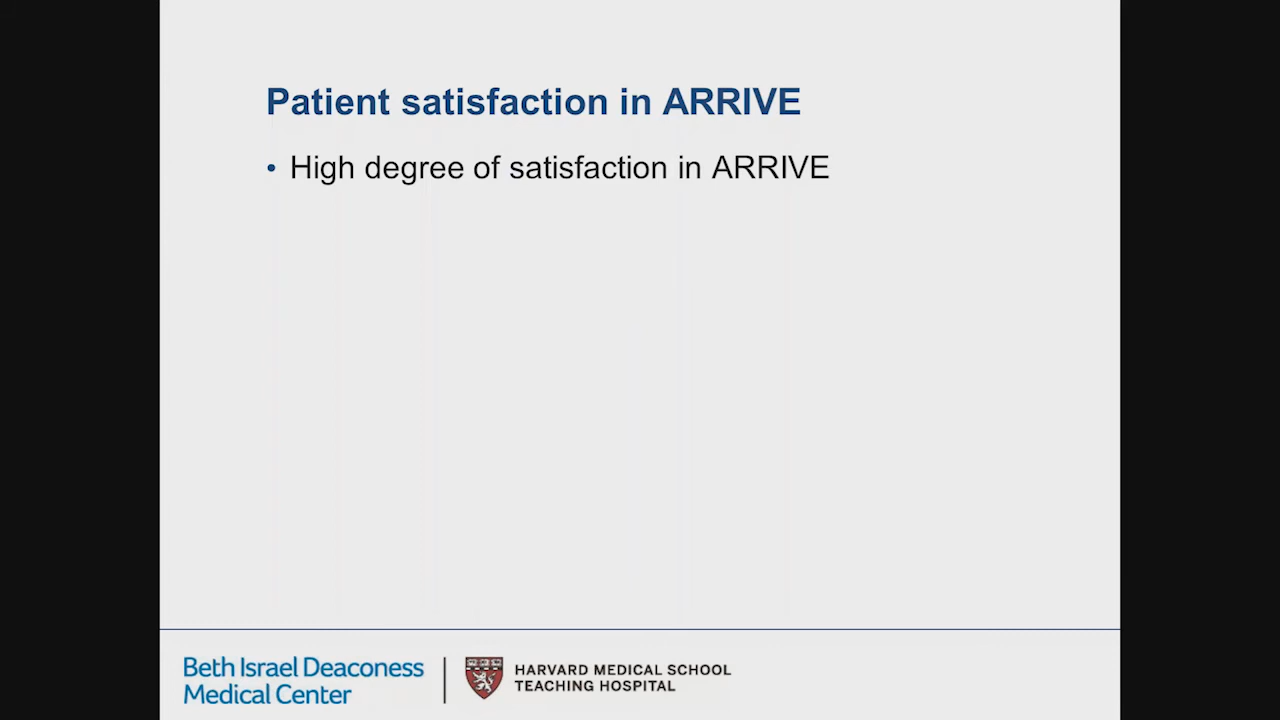 Patient satisfaction in ARRIVE
• High degree of satisfaction in ARRIVE
Beth Israel Deaconess
Medical Center
HARVARD MEDICAL SCHOOL
TEACHING HOSPITAL